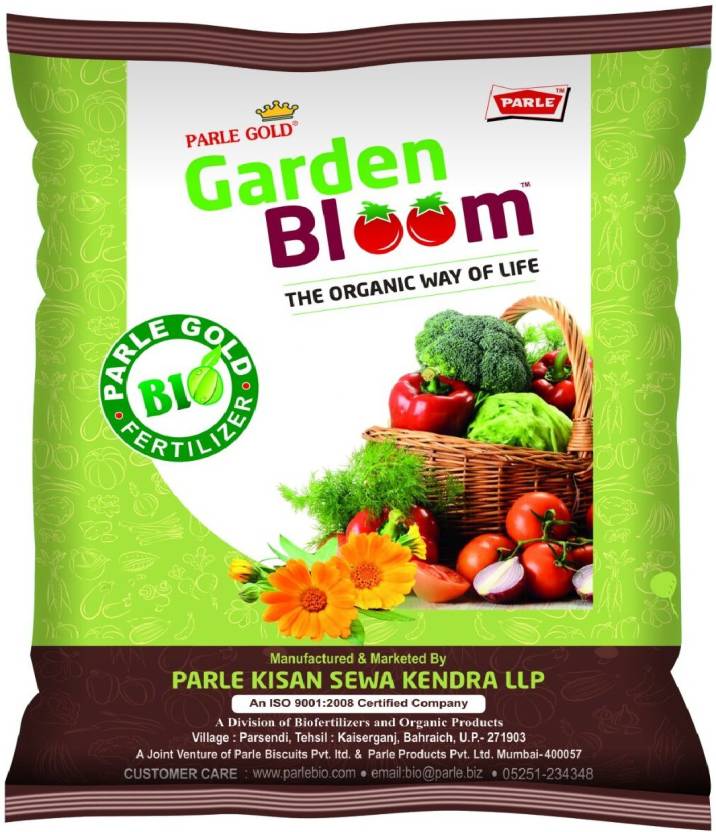 PARLE GOLD®
PARLE™
Garden
Bloom™
THE ORGANIC WAY OF LIFE
PARLE GOLD
BIO
FERTILIZER
Manufactured & Marketed By
PARLE KISAN SEWA KENDRA LLP
An ISO 9001:2008 Certified Company
A Division of Biofertilizers and Organic Products
Village : Parsendi, Tehsil : Kaiserganj, Bahraich, U.P.- 271903
A Joint Venture of Parle Biscuits Pvt. ltd. & Parle Products Pvt. Ltd. Mumbai-400057
CUSTOMER CARE : www.parlebio.com • email:bio@parle.biz • 05251-234348